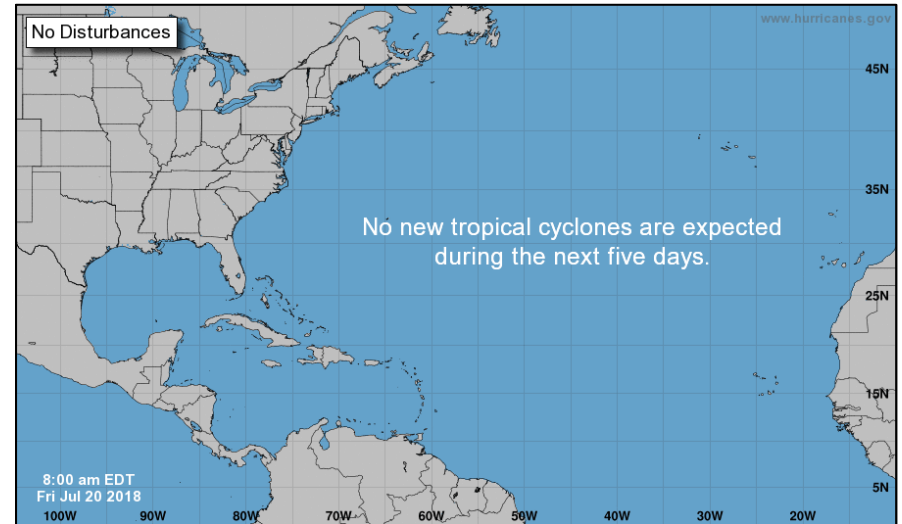 No Disturbances
www.hurricanes.gov
45N
35N
No new tropical cyclones are expected
during the next five days.
25N
15N
8:00 am EDT
Fri Jul 20 2018
5N
100W 90W 80W 70W 60W 50W 40W 30W 20W